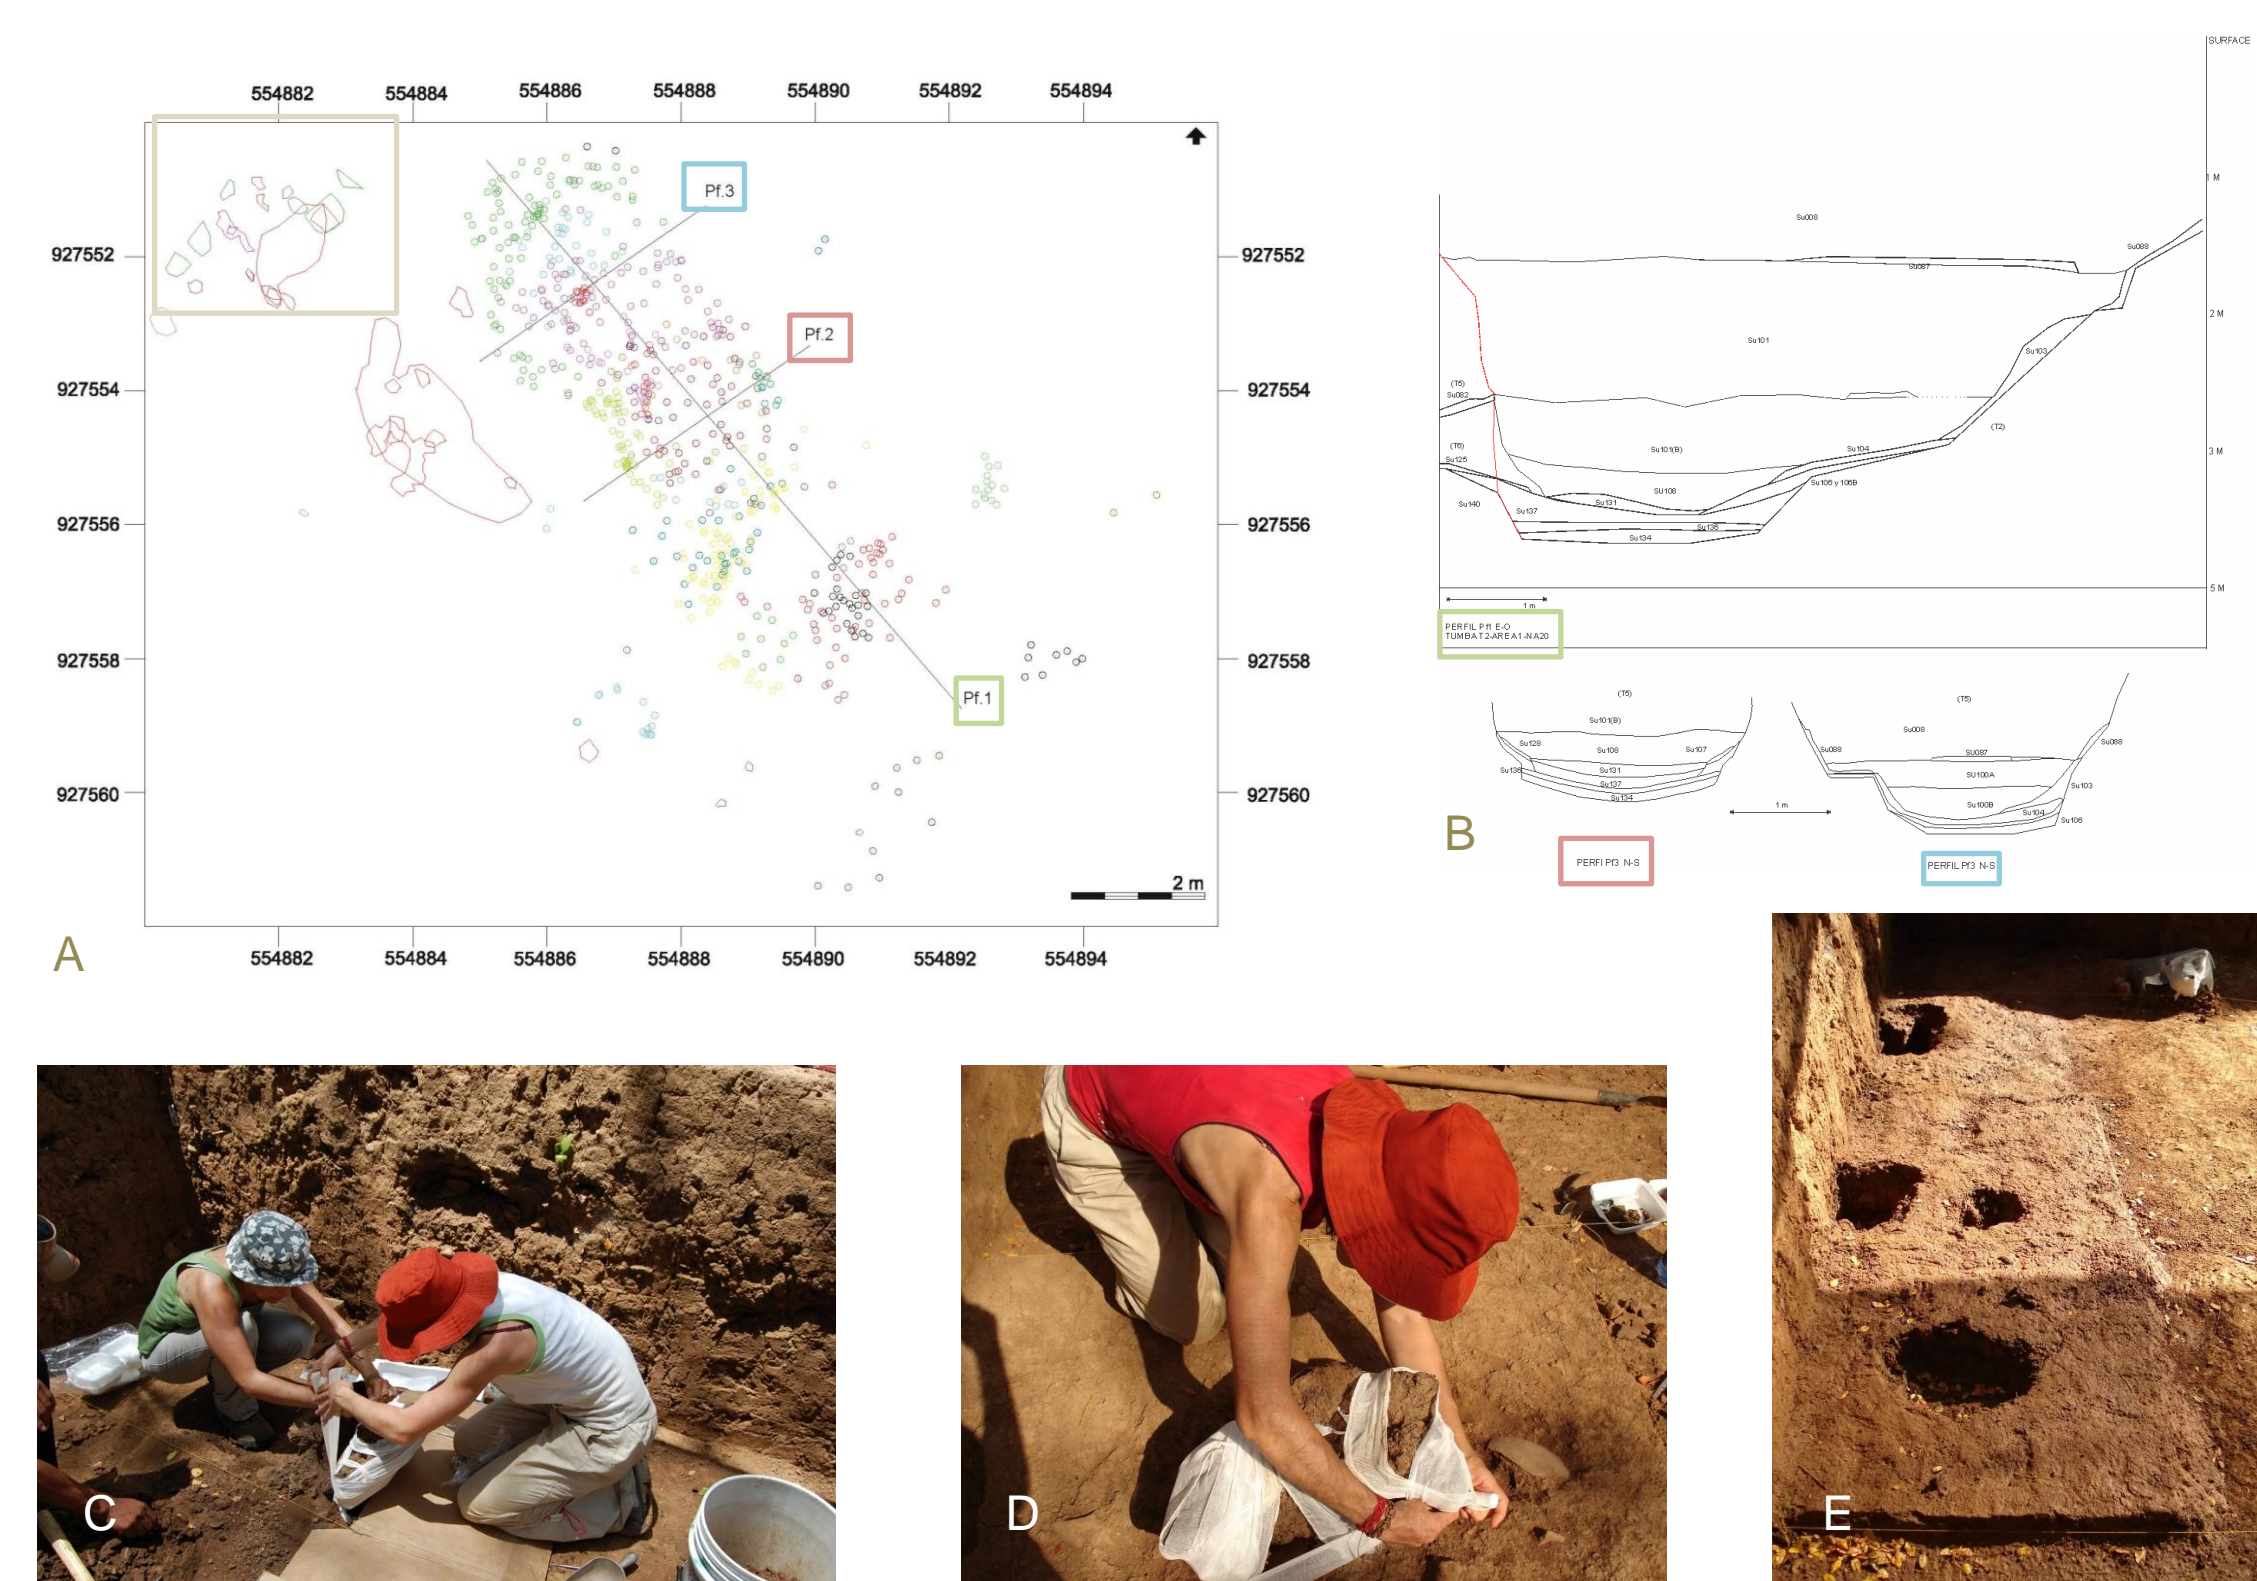 554882 554884 554886 554888 554890 554892 554894
Pf.3
927552 927552
Pf.2
927554 927554
927556 927556
927558 927558
Pf.1
927560 927560
2 m
554882 554884 554886 554888 554890 554892 554894
A
SURFACE
1 M
Su008
Su088
Su087
2 M
Su101
Su103
(T5)
Su082
(T2)
(T6)
Su125
Su101(B)
Su104
3 M
Su106 y 106B
SU108
Su131
Su140
Su137
Su136
Su134
5 M
1 m
PERFIL Pf1 E-O
TUMBA T2-AREA1-NA20
(T5)
Su101(B)
Su128
Su108
Su107
Su136
Su131
Su137
Su134
1 m
(T5)
Su008
Su088
Su088
SU087
SU100A
Su103
Su100B
Su104
Su106
B
PERFI Pf3 N-S
PERFIL Pf3 N-S
C
D
E